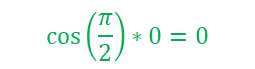 cos(π/2) * 0 = 0